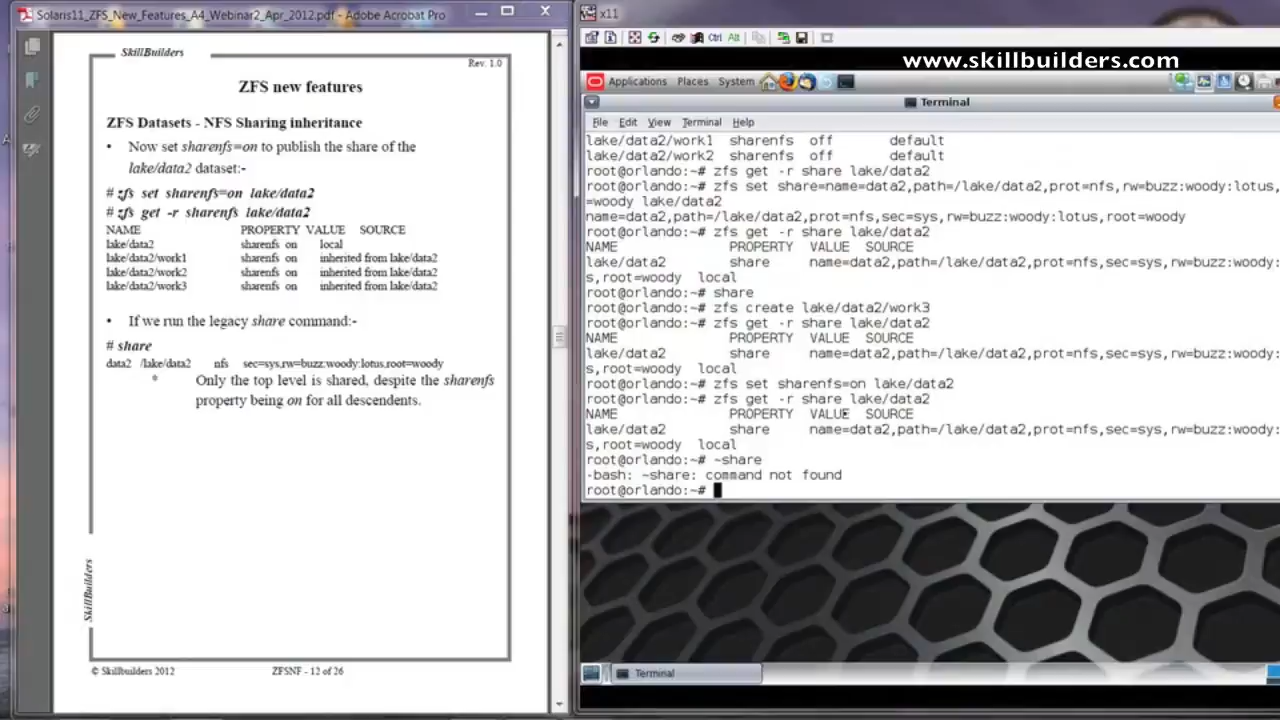 Solaris11_ZFS_New_Features_A4_Webinar2_Apr_2012.pdf - Adobe Acrobat Pro
SkillBuilders
Rev. 1.0
ZFS new features
ZFS Datasets - NFS Sharing inheritance
• Now set sharenfs=on to publish the share of the
lake/data2 dataset:-
# zfs set sharenfs=on lake/data2
# zfs get -r sharenfs lake/data2
NAME PROPERTY VALUE SOURCE
lake/data2 sharenfs on local
lake/data2/work1 sharenfs on inherited from lake/data2
lake/data2/work2 sharenfs on inherited from lake/data2
lake/data2/work3 sharenfs on inherited from lake/data2
• If we run the legacy share command:-
# share
data2 /lake/data2 nfs sec=sys,rw=buzz:woody:lotus,root=woody
* Only the top level is shared, despite the sharenfs
property being on for all descendents.
SkillBuilders
© Skillbuilders 2012
ZFSNF - 12 of 26
x11
Ctrl Alt
www.skillbuilders.com
Applications Places System
Terminal
File Edit View Terminal Help
lake/data2/work1 sharenfs off default
lake/data2/work2 sharenfs off default
root@orlando:~# zfs get -r share lake/data2
root@orlando:~# zfs set share=name=data2,path=/lake/data2,prot=nfs,rw=buzz:woody:lotus,
=woody lake/data2
name=data2,path=/lake/data2,prot=nfs,sec=sys,rw=buzz:woody:lotus,root=woody
root@orlando:~# zfs get -r share lake/data2
NAME PROPERTY VALUE SOURCE
lake/data2 share name=data2,path=/lake/data2,prot=nfs,sec=sys,rw=buzz:woody:
s,root=woody local
root@orlando:~# share
root@orlando:~# zfs create lake/data2/work3
root@orlando:~# zfs get -r share lake/data2
NAME PROPERTY VALUE SOURCE
lake/data2 share name=data2,path=/lake/data2,prot=nfs,sec=sys,rw=buzz:woody:
s,root=woody local
root@orlando:~# zfs set sharenfs=on lake/data2
root@orlando:~# zfs get -r share lake/data2
NAME PROPERTY VALUE SOURCE
lake/data2 share name=data2,path=/lake/data2,prot=nfs,sec=sys,rw=buzz:woody:
s,root=woody local
root@orlando:~# ~share
-bash: ~share: command not found
root@orlando:~#
Terminal